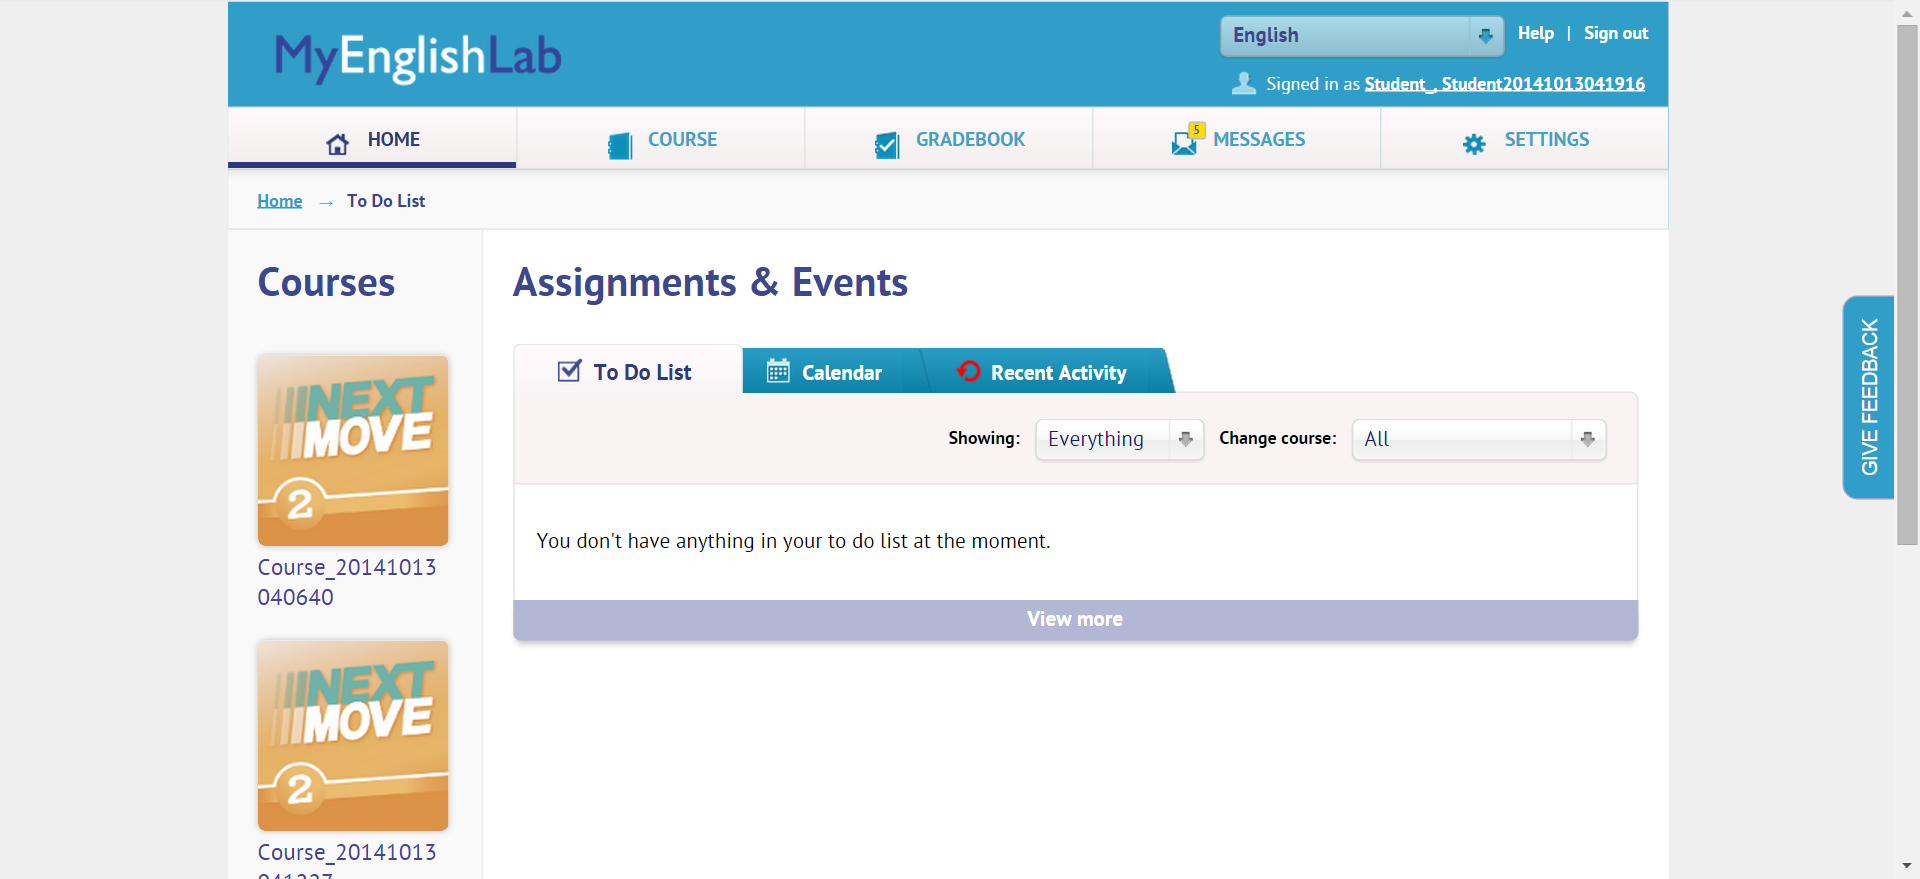 MyEnglishLab
English
Help | Sign out
Signed in as Student_, Student20141013041916
HOME
COURSE
GRADEBOOK
5
MESSAGES
SETTINGS
Home → To Do List
Courses
NEXT
MOVE
2
Course_20141013
040640
NEXT
MOVE
2
Course_20141013
Assignments & Events
To Do List
Calendar
Recent Activity
Showing: Everything
Change course: All
You don't have anything in your to do list at the moment.
View more
GIVE FEEDBACK